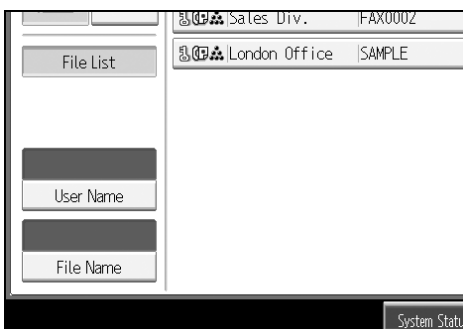 Sales Div. FAX0002
File List
London Office SAMPLE
User Name
File Name
System Statu